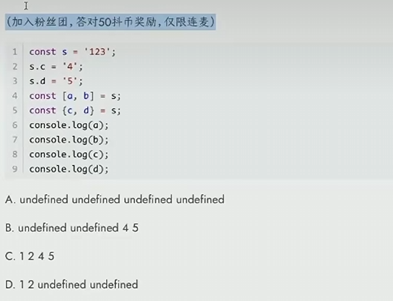 (加入粉丝团,答对50抖币奖励,仅限连麦)
1 const s = '123';
2 s.c = '4';
3 s.d = '5';
4 const [a, b] = s;
5 const {c, d} = s;
6 console.log(a);
7 console.log(b);
8 console.log(c);
9 console.log(d);
A. undefined undefined undefined undefined
B. undefined undefined 4 5
C. 1 2 4 5
D. 1 2 undefined undefined